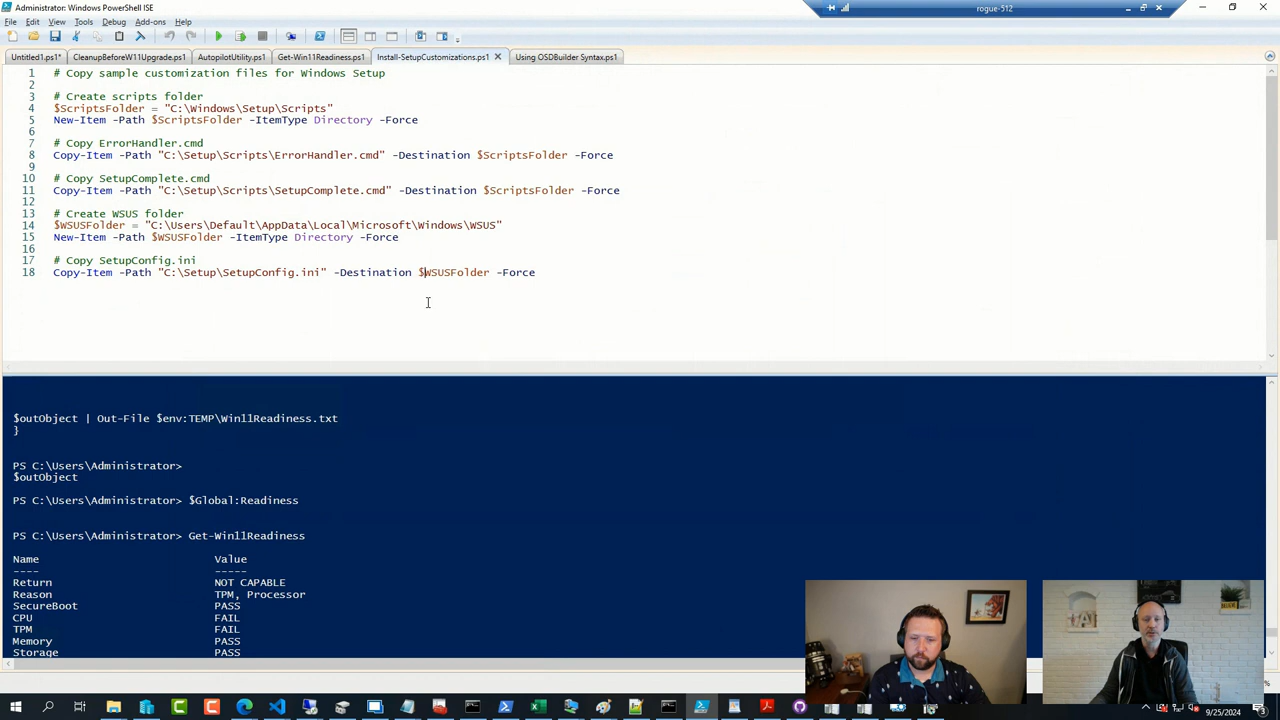 Administrator: Windows PowerShell ISE
rogue-512
File Edit View Tools Debug Add-ons Help
Untitled1.ps1* CleanupBeforeW11Upgrade.ps1 AutopilotUtility.ps1 Get-Win11Readiness.ps1 Install-SetupCustomizations.ps1 Using OSDBuilder Syntax.ps1
1 # Copy sample customization files for Windows Setup
2
3 # Create scripts folder
4 $ScriptsFolder = "C:\Windows\Setup\Scripts"
5 New-Item -Path $ScriptsFolder -ItemType Directory -Force
6
7 # Copy ErrorHandler.cmd
8 Copy-Item -Path "C:\Setup\Scripts\ErrorHandler.cmd" -Destination $ScriptsFolder -Force
9
10 # Copy SetupComplete.cmd
11 Copy-Item -Path "C:\Setup\Scripts\SetupComplete.cmd" -Destination $ScriptsFolder -Force
12
13 # Create WSUS folder
14 $WSUSFolder = "C:\Users\Default\AppData\Local\Microsoft\Windows\WSUS"
15 New-Item -Path $WSUSFolder -ItemType Directory -Force
16
17 # Copy SetupConfig.ini
18 Copy-Item -Path "C:\Setup\SetupConfig.ini" -Destination $WSUSFolder -Force
$outObject | Out-File $env:TEMP\Win11Readiness.txt
}
PS C:\Users\Administrator>
$outObject
PS C:\Users\Administrator> $Global:Readiness
PS C:\Users\Administrator> Get-Win11Readiness
Name Value
---- -----
Return NOT CAPABLE
Reason TPM, Processor
SecureBoot PASS
CPU FAIL
TPM FAIL
Memory PASS
Storage PASS
9/25/2024